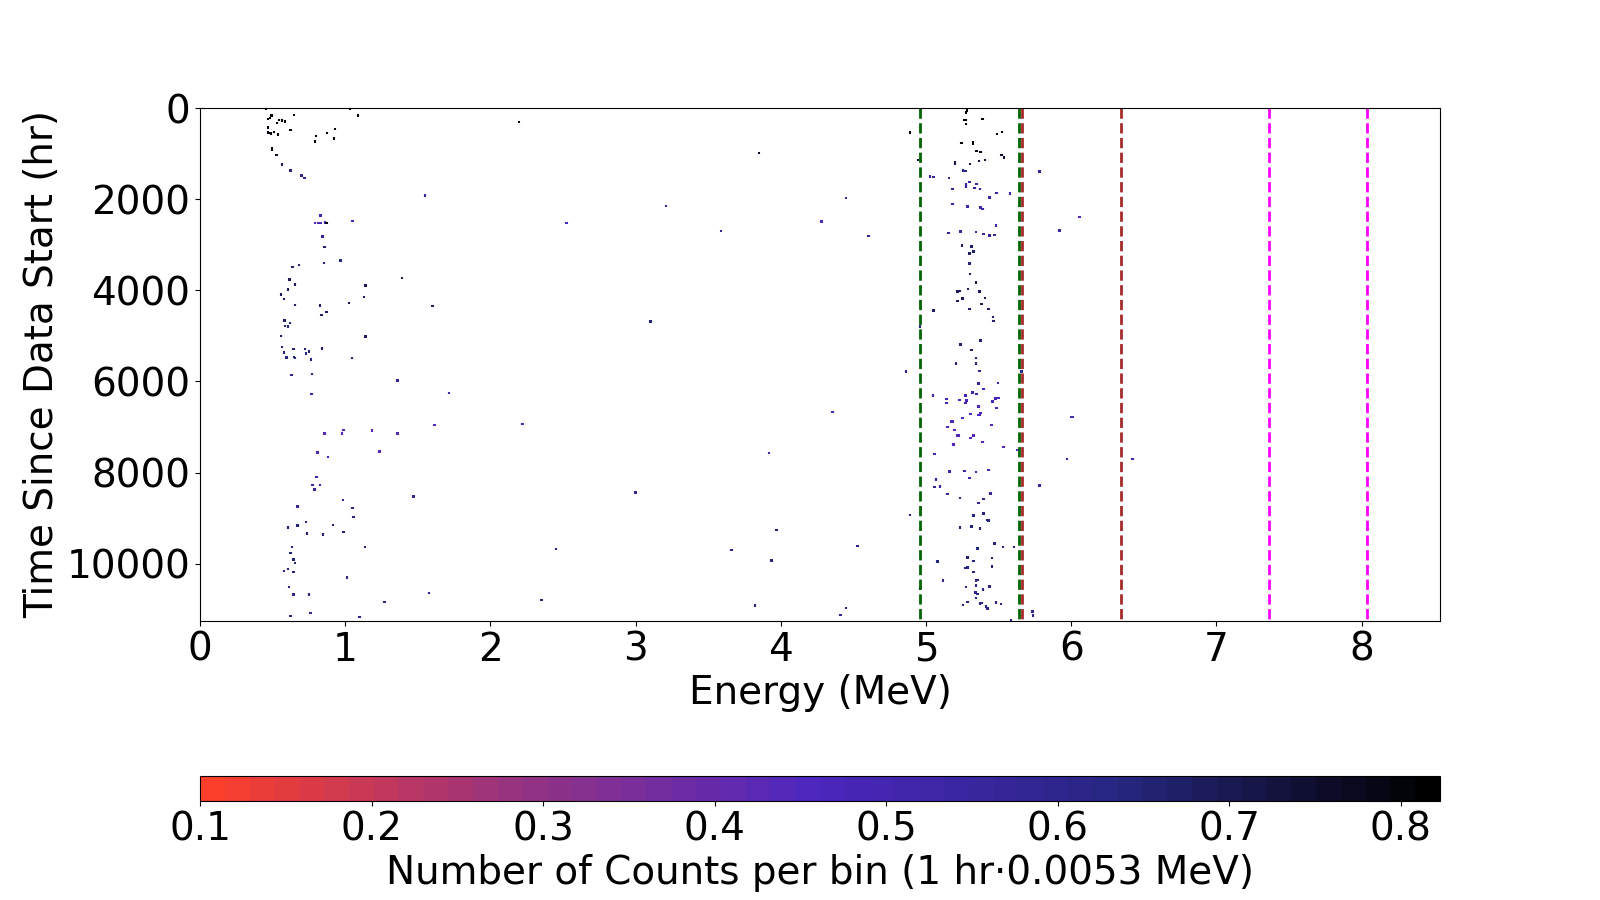 0
2000
4000
6000
8000
10000
Time Since Data Start (hr)
0 1 2 3 4 5 6 7 8
Energy (MeV)
0.1 0.2 0.3 0.4 0.5 0.6 0.7 0.8
Number of Counts per bin (1 hr·0.0053 MeV)